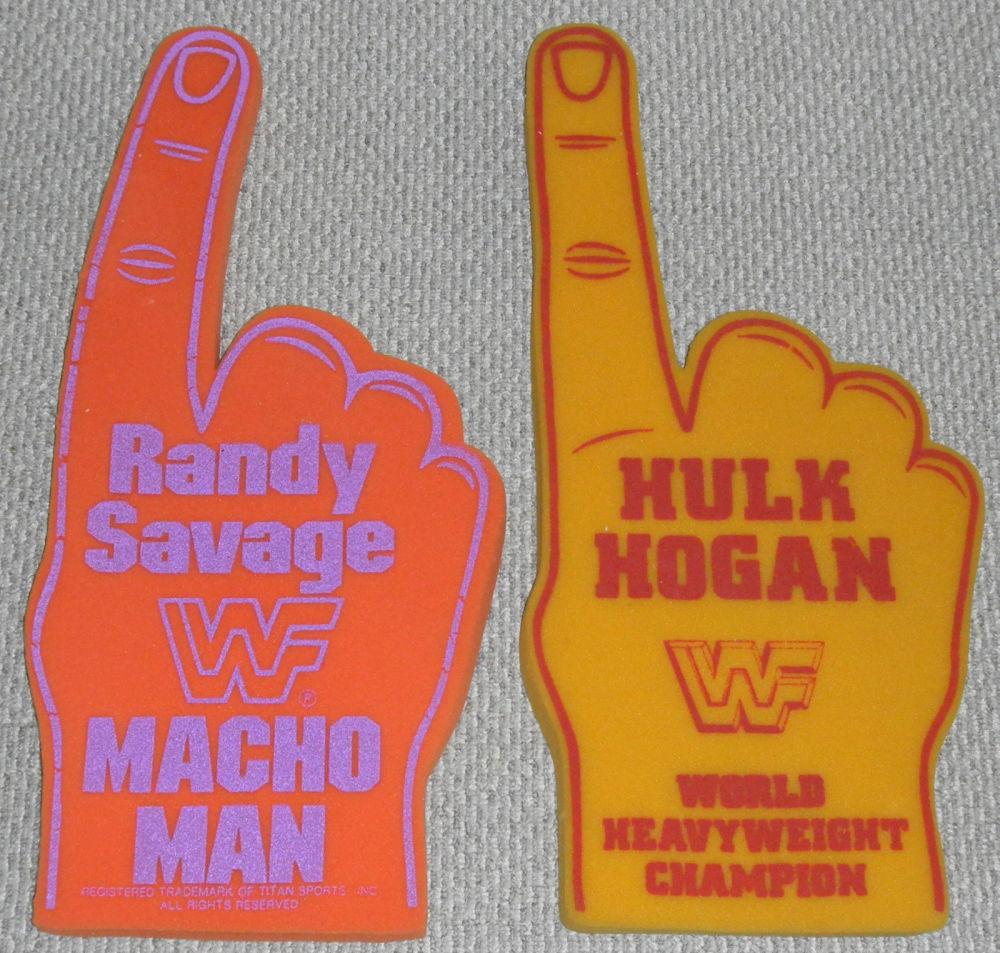 Randy
Savage
WF
®
MACHO
MAN
REGISTERED TRADEMARK OF TITAN SPORTS INC
ALL RIGHTS RESERVED
HULK
HOGAN
WF
WORLD
HEAVYWEIGHT
CHAMPION